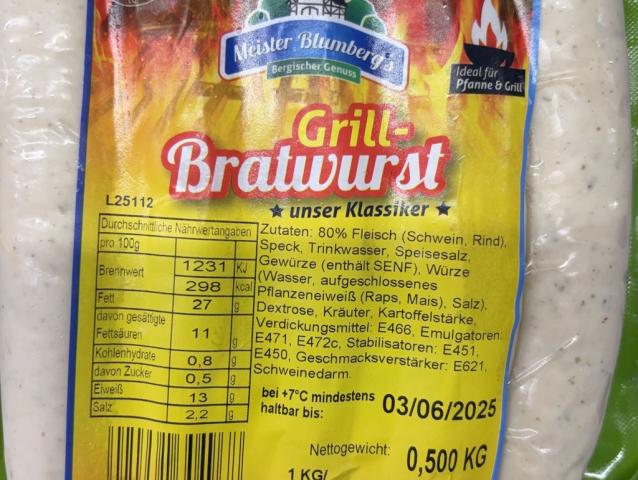 Meister Blumberg's
Bergischer Genuss
Ideal für
Pfanne & Grill
Grill-
Bratwurst
★ unser Klassiker ★
L25112
Durchschnittliche Nährwertangaben
pro 100g
Brennwert 1231 KJ
298 kcal
Fett 27 g
davon gesättigte
Fettsäuren 11 g
Kohlenhydrate 0,8 g
davon Zucker 0,5 g
Eiweiß 13 g
Salz 2,2 g
Zutaten: 80% Fleisch (Schwein, Rind),
Speck, Trinkwasser, Speisesalz,
Gewürze (enthält SENF), Würze
(Wasser, aufgeschlossenes
Pflanzeneiweiß (Raps, Mais), Salz),
Dextrose, Kräuter, Kartoffelstärke,
Verdickungsmittel: E466, Emulgatoren:
E471, E472c, Stabilisatoren: E451,
E450, Geschmacksverstärker: E621,
Schweinedarm.
bei +7°C mindestens
haltbar bis: 03/06/2025
Nettogewicht: 0,500 KG
1 KG/